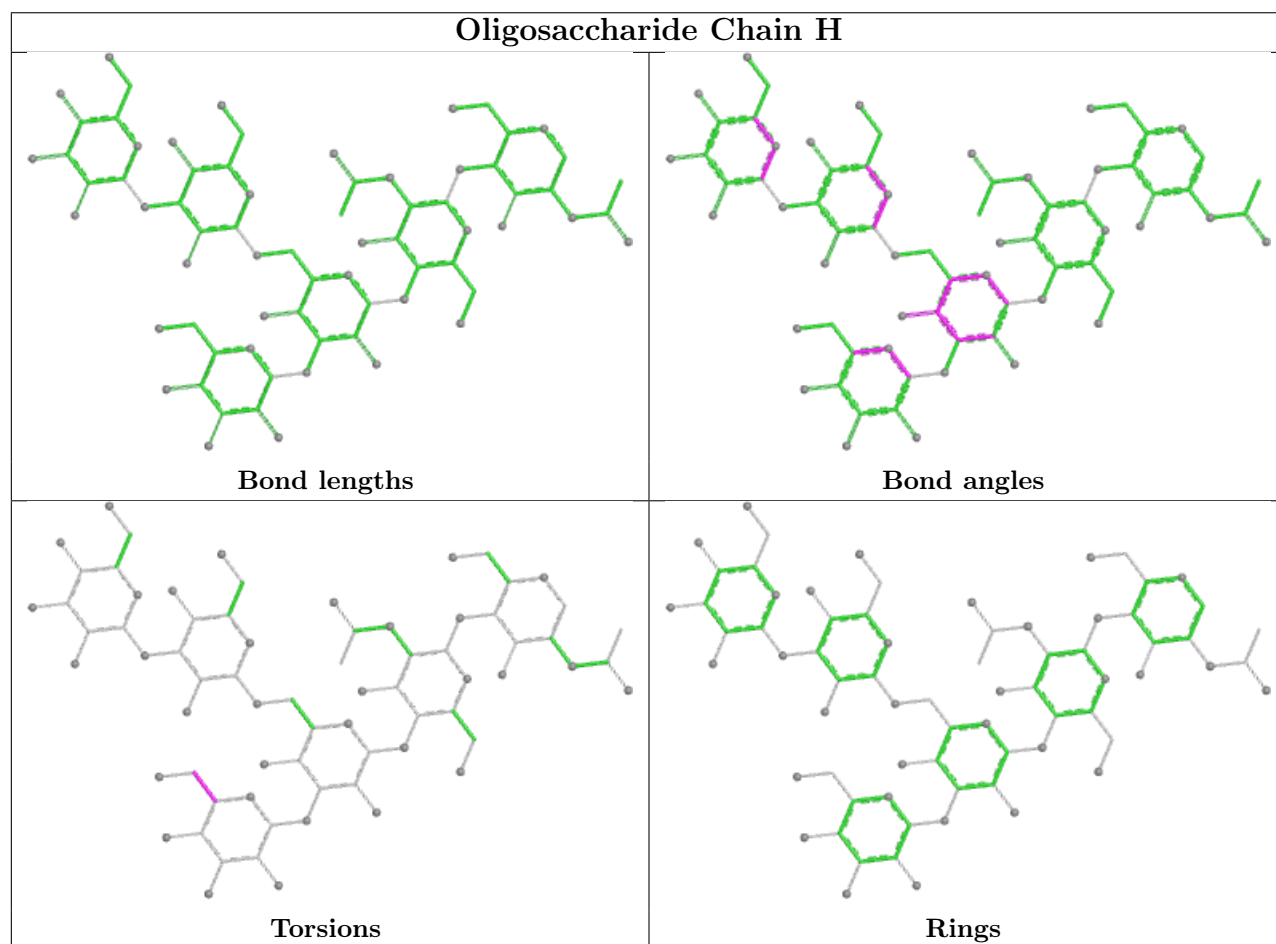 Oligosaccharide Chain H
Bond lengths
Bond angles
Torsions
Rings